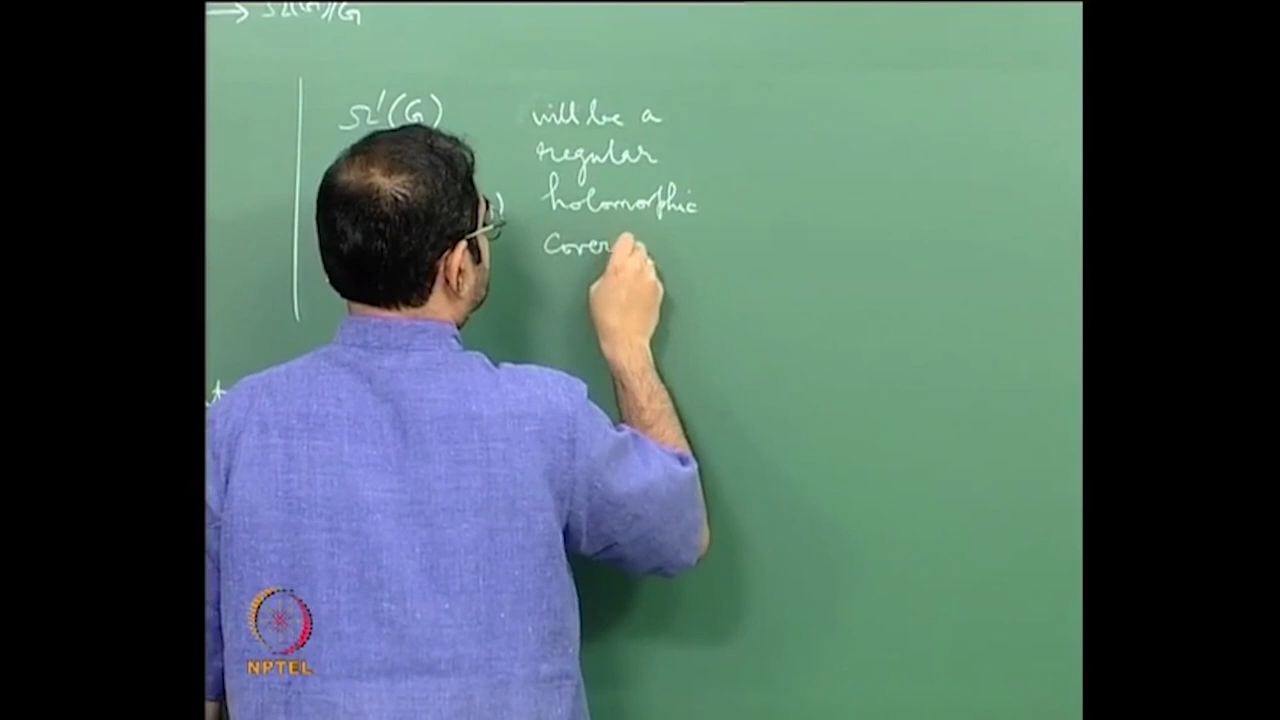 → Ω(G)/G
Ω'(G) will be a
regular
holomorphic
Cover
NPTEL